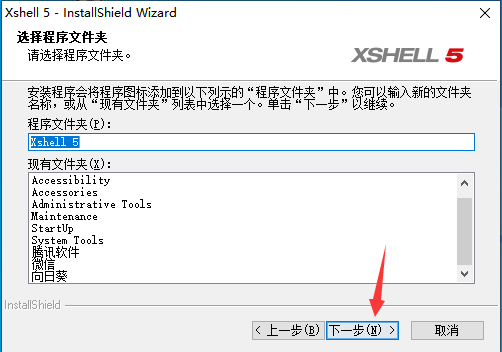 Xshell 5 - InstallShield Wizard
选择程序文件夹
请选择程序文件夹。
XSHELL 5
安装程序会将程序图标添加到以下列示的“程序文件夹”中。您可以输入新的文件夹
名称，或从“现有文件夹”列表中选择一个。单击“下一步”以继续。
程序文件夹(P)：
Xshell 5
现有文件夹(X)：
Accessibility
Accessories
Administrative Tools
Maintenance
StartUp
System Tools
腾讯软件
微信
向日葵
InstallShield
< 上一步(B) 下一步(N) > 取消